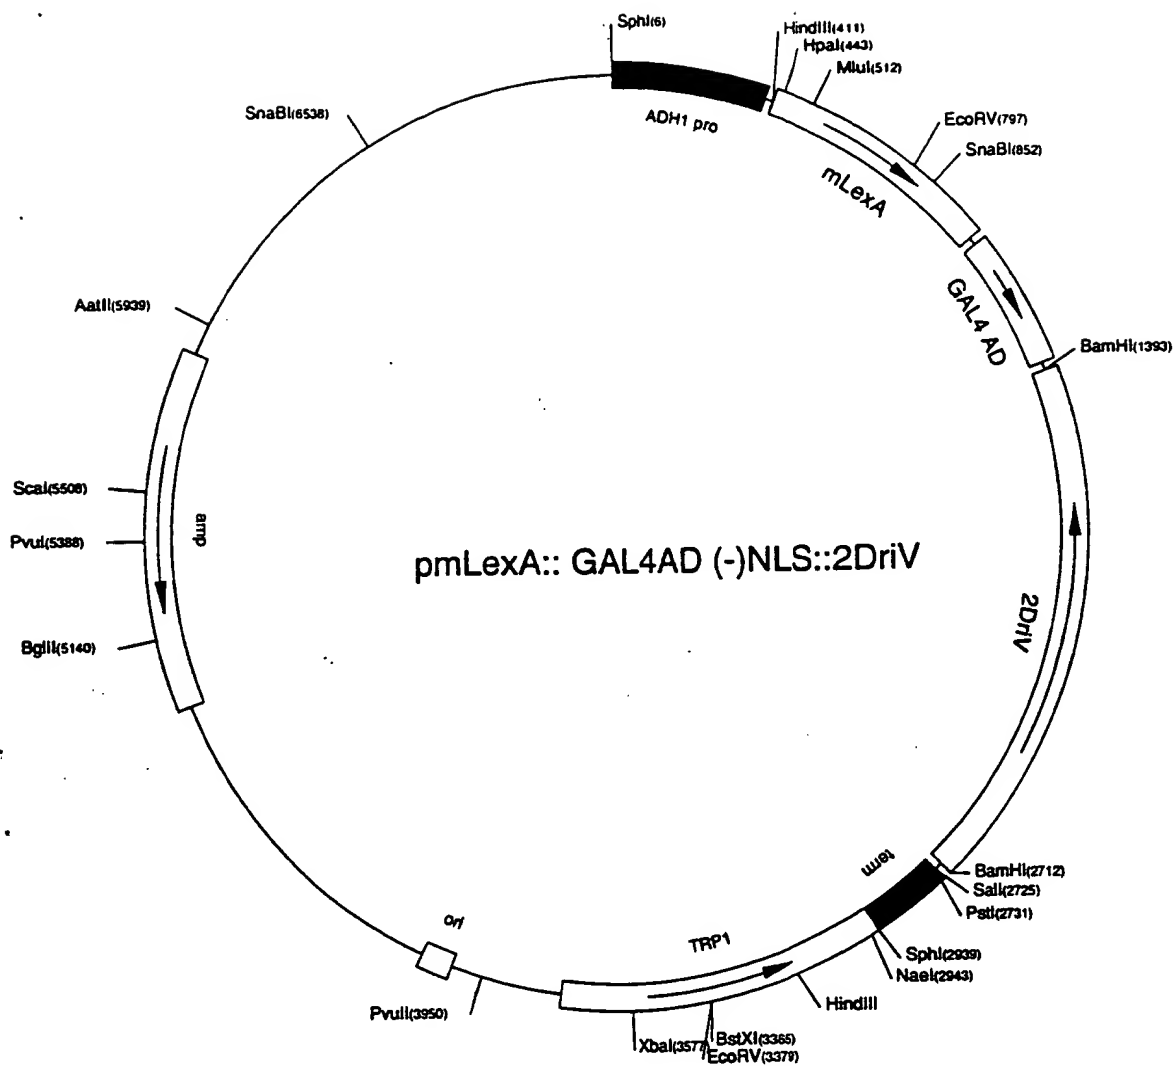 SphI(6)
HindIII(411)
HpaI(443)
MluI(512)
ADH1 pro
EcoRV(797)
SnaBI(852)
mLexA
GAL4 AD
BamHI(1393)
2DriV
BamHI(2712)
SalI(2725)
PstI(2731)
term
SphI(2939)
NaeI(2943)
HindIII
TRP1
BstXI(3365)
EcoRV(3379)
XbaI(3577)
PvuII(3950)
ori
BglII(5140)
PvuI(5388)
ScaI(5508)
amp
AatII(5939)
SnaBI(6538)
pmLexA:: GAL4AD (-)NLS::2DriV